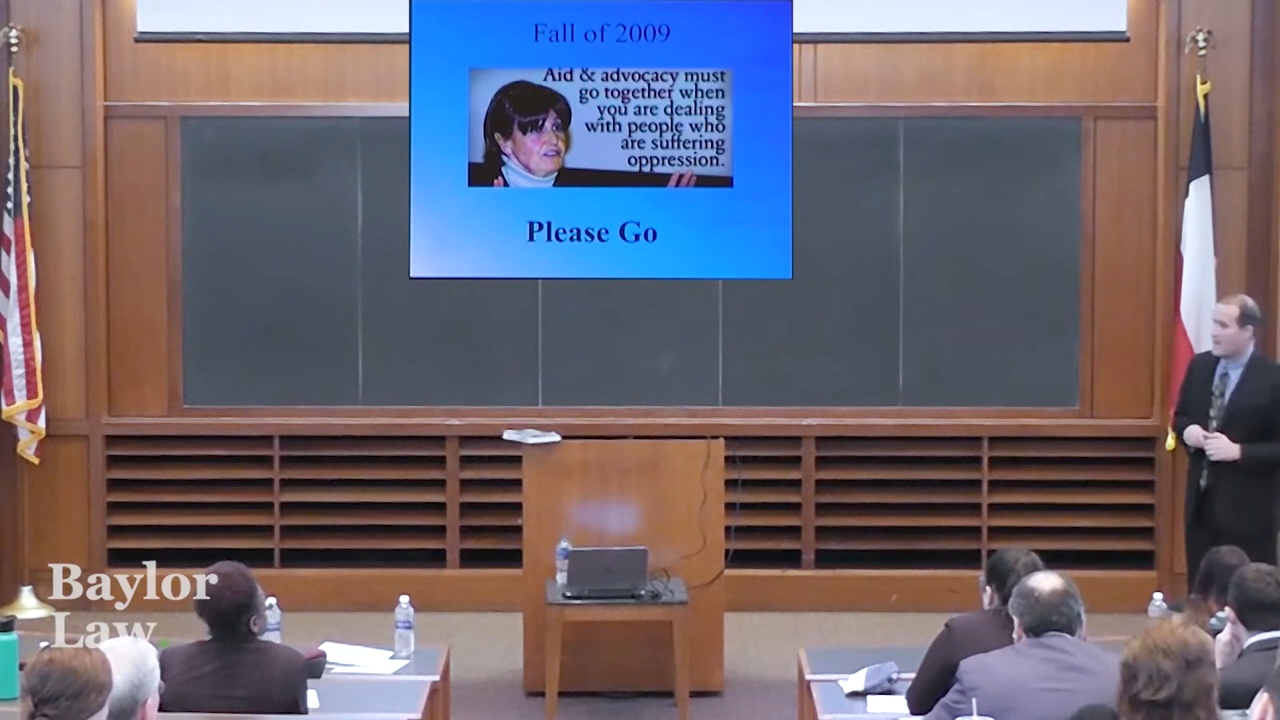 Fall of 2009
Aid & advocacy must
go together when
you are dealing
with people who
are suffering
oppression.
Please Go
Baylor
Law